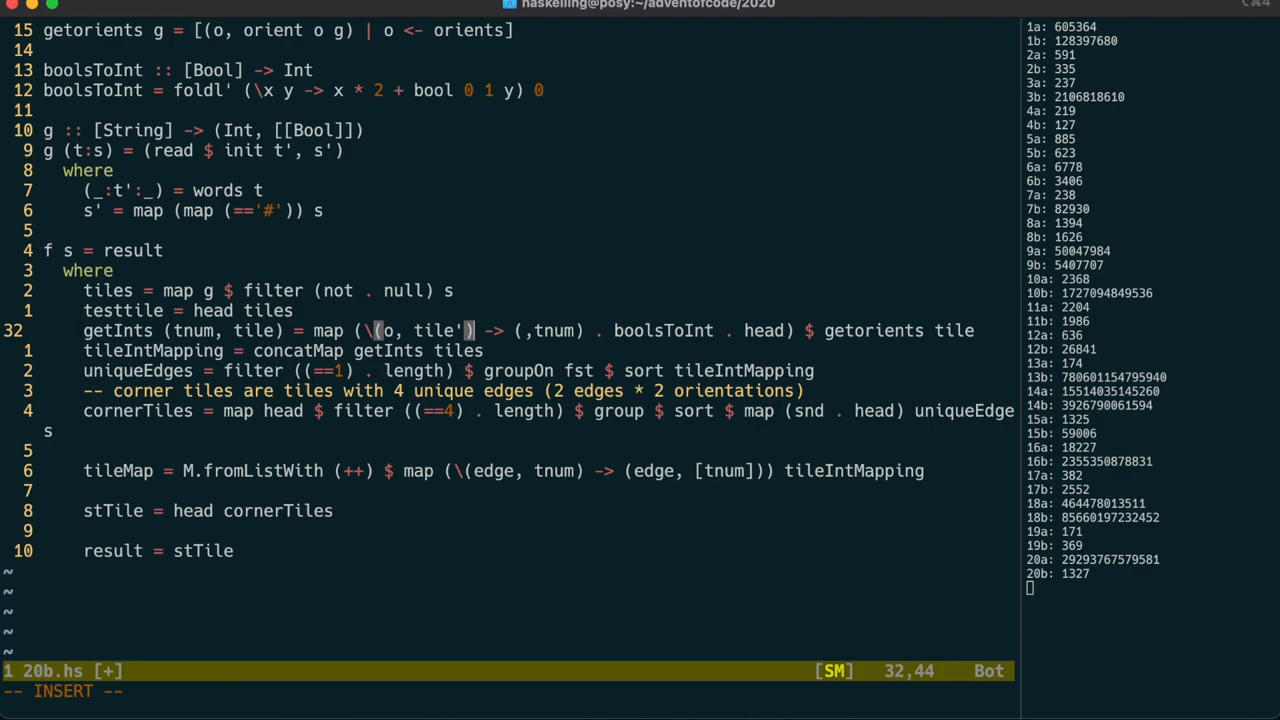 haskelling@posy:~/adventofcode/2020
⌥⌘4
15 getorients g = [(o, orient o g) | o <- orients]
14
13 boolsToInt :: [Bool] -> Int
12 boolsToInt = foldl' (\x y -> x * 2 + bool 0 1 y) 0
11
10 g :: [String] -> (Int, [[Bool]])
9 g (t:s) = (read $ init t', s')
8   where
7     (_:t':_) = words t
6     s' = map (map (=='#')) s
5
4 f s = result
3   where
2     tiles = map g $ filter (not . null) s
1     testtile = head tiles
32     getInts (tnum, tile) = map (\(o, tile') -> (,tnum) . boolsToInt . head) $ getorients tile
1     tileIntMapping = concatMap getInts tiles
2     uniqueEdges = filter ((==1) . length) $ groupOn fst $ sort tileIntMapping
3     -- corner tiles are tiles with 4 unique edges (2 edges * 2 orientations)
4     cornerTiles = map head $ filter ((==4) . length) $ group $ sort $ map (snd . head) uniqueEdge
s
5
6     tileMap = M.fromListWith (++) $ map (\(edge, tnum) -> (edge, [tnum])) tileIntMapping
7
8     stTile = head cornerTiles
9
10     result = stTile
~
~
~
~
~
1 20b.hs [+] [SM] 32,44 Bot
-- INSERT --
1a: 605364
1b: 128397680
2a: 591
2b: 335
3a: 237
3b: 2106818610
4a: 219
4b: 127
5a: 885
5b: 623
6a: 6778
6b: 3406
7a: 238
7b: 82930
8a: 1394
8b: 1626
9a: 50047984
9b: 5407707
10a: 2368
10b: 1727094849536
11a: 2204
11b: 1986
12a: 636
12b: 26841
13a: 174
13b: 780601154795940
14a: 15514035145260
14b: 3926790061594
15a: 1325
15b: 59006
16a: 18227
16b: 2355350878831
17a: 382
17b: 2552
18a: 464478013511
18b: 85660197232452
19a: 171
19b: 369
20a: 29293767579581
20b: 1327